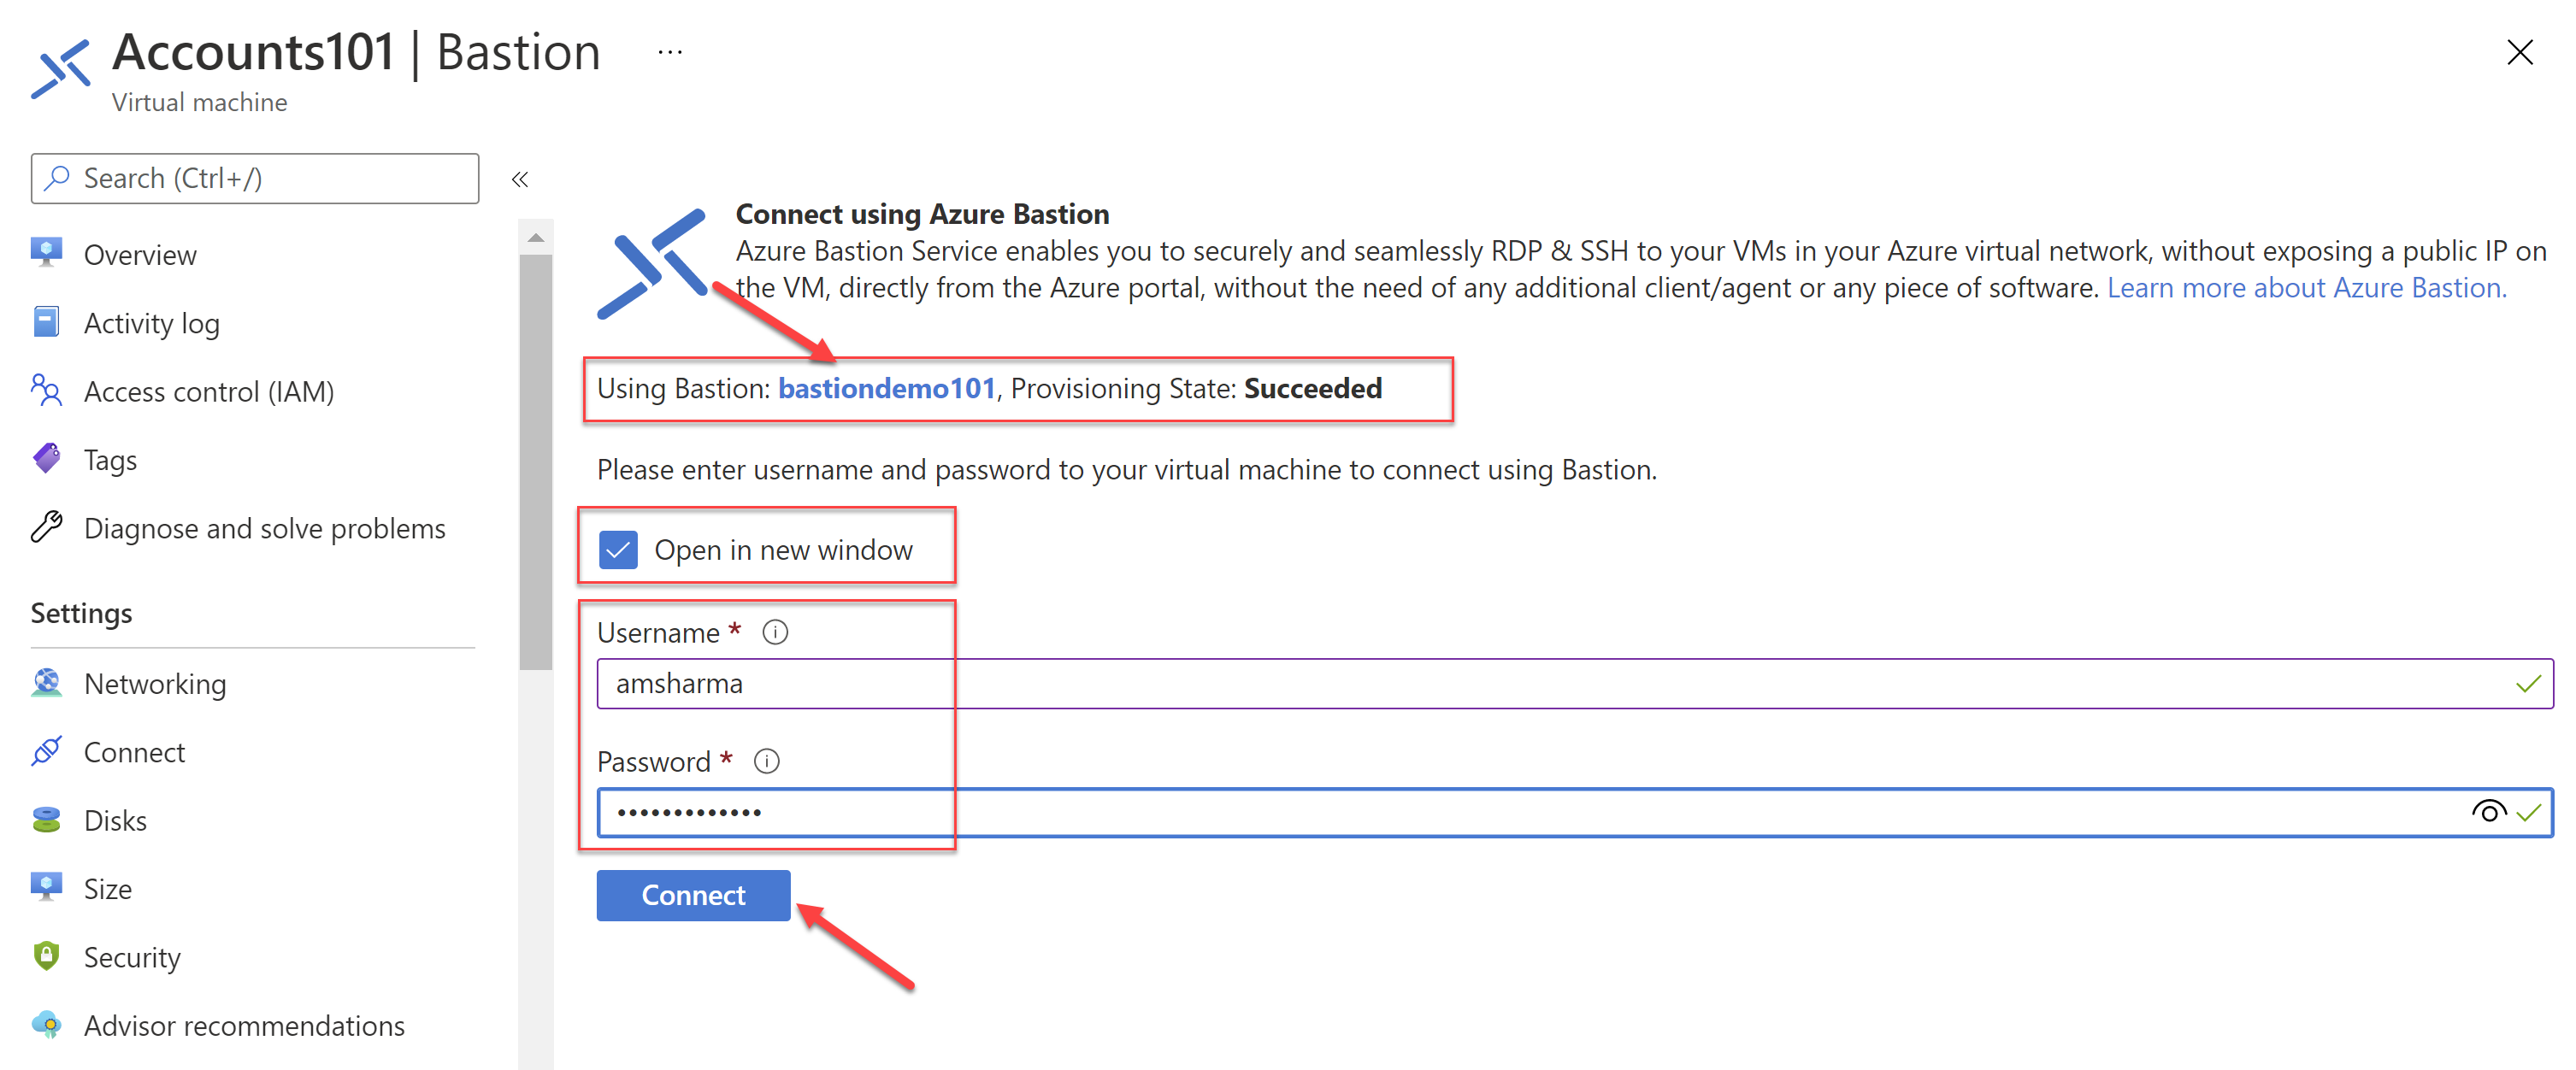 Accounts101 | Bastion ...
Virtual machine
Search (Ctrl+/)
«
Overview
Activity log
Access control (IAM)
Tags
Diagnose and solve problems
Settings
Networking
Connect
Disks
Size
Security
Advisor recommendations
Connect using Azure Bastion
Azure Bastion Service enables you to securely and seamlessly RDP & SSH to your VMs in your Azure virtual network, without exposing a public IP on
the VM, directly from the Azure portal, without the need of any additional client/agent or any piece of software. Learn more about Azure Bastion.
Using Bastion: bastiondemo101, Provisioning State: Succeeded
Please enter username and password to your virtual machine to connect using Bastion.
Open in new window
Username *
amsharma
Password *
•••••••••••••
Connect